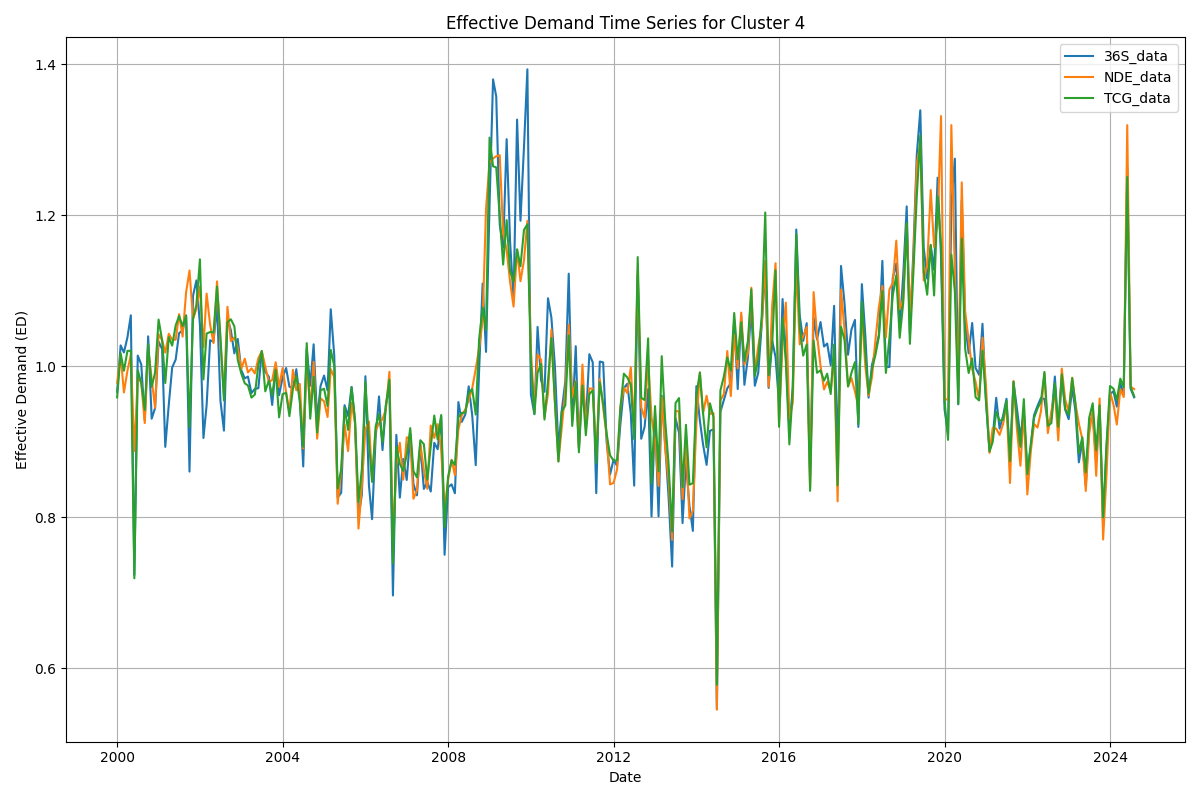 Effective Demand Time Series for Cluster 4
36S_data
NDE_data
TCG_data
Effective Demand (ED)
1.4
1.2
1.0
0.8
0.6
2000 2004 2008 2012 2016 2020 2024
Date